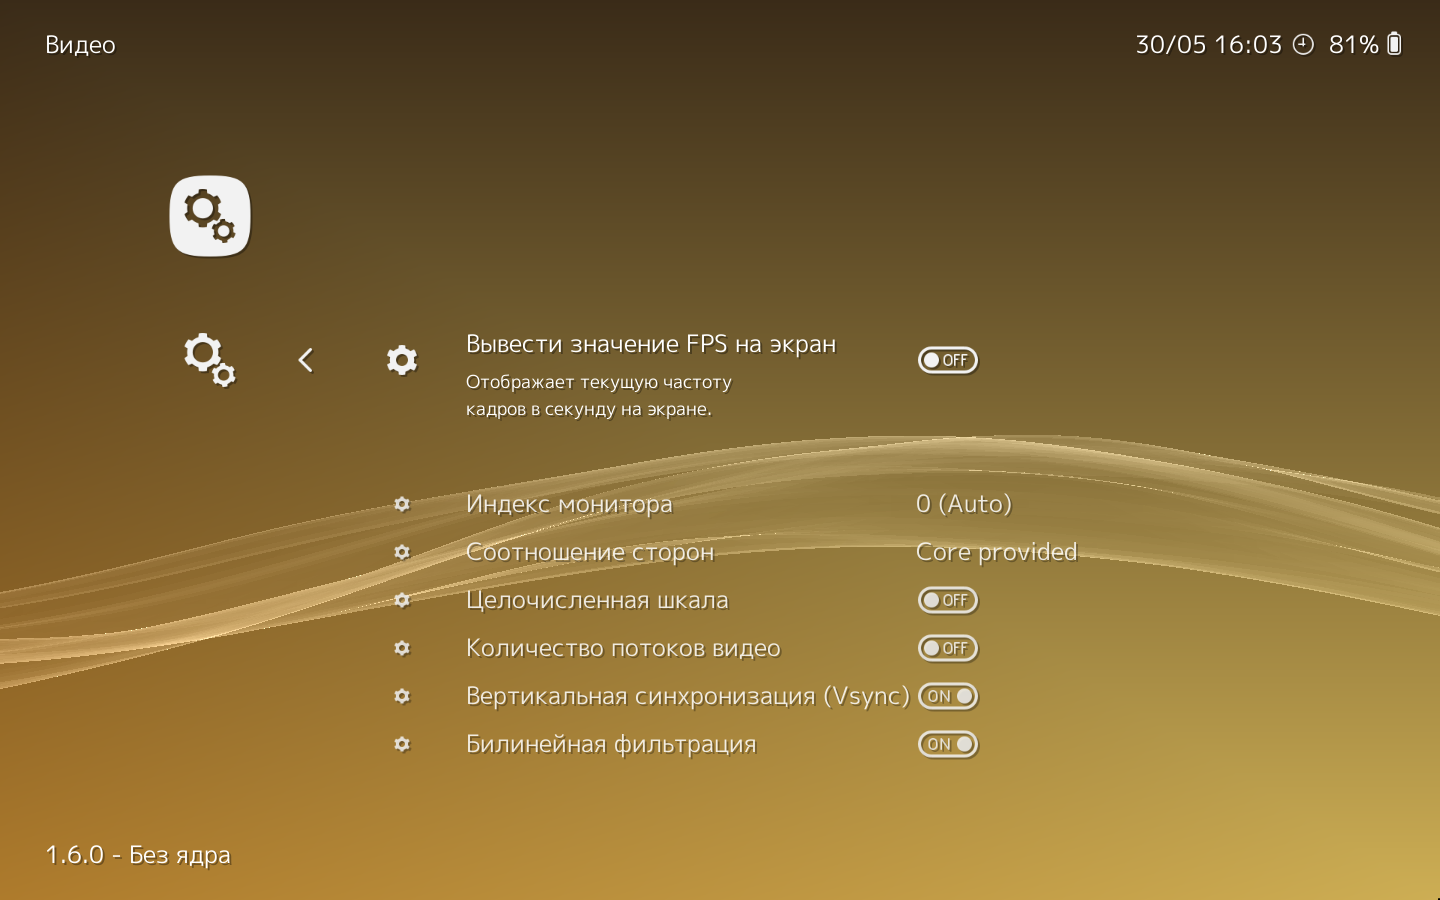 Видео
30/05 16:03 81%
Вывести значение FPS на экран
OFF
Отображает текущую частоту
кадров в секунду на экране.
Индекс монитора 0 (Auto)
Соотношение сторон Core provided
Целочисленная шкала OFF
Количество потоков видео OFF
Вертикальная синхронизация (Vsync) ON
Билинейная фильтрация ON
1.6.0 - Без ядра